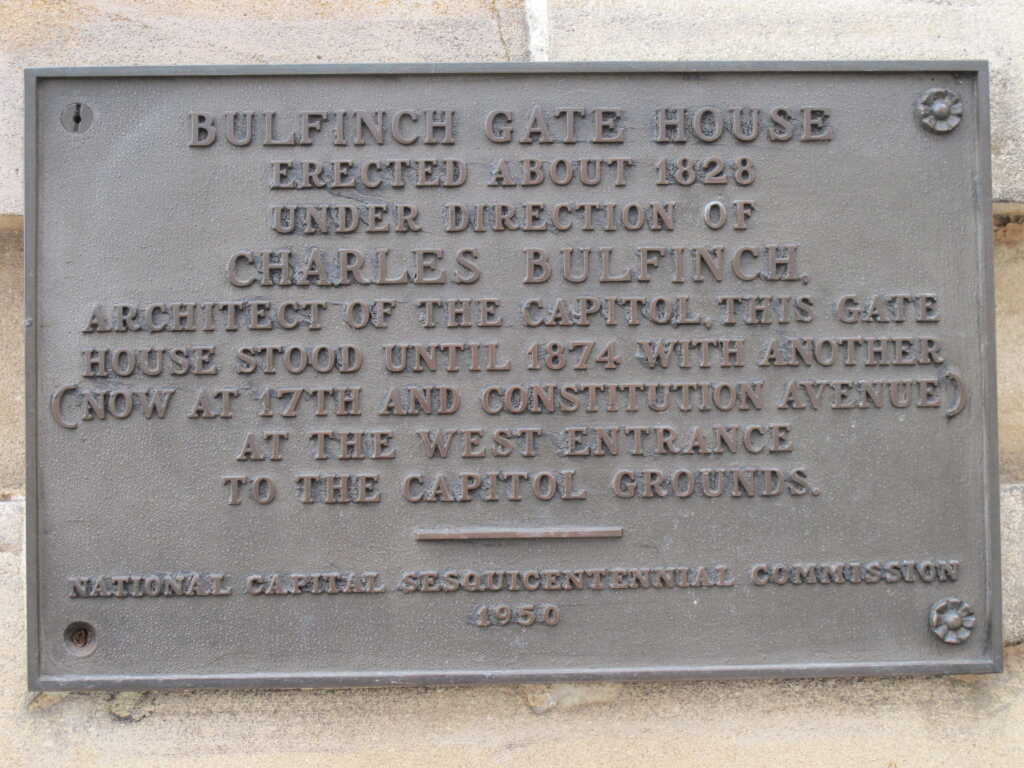 BULFINCH GATE HOUSE
ERECTED ABOUT 1828
UNDER DIRECTION OF
CHARLES BULFINCH,
ARCHITECT OF THE CAPITOL, THIS GATE
HOUSE STOOD UNTIL 1874 WITH ANOTHER
(NOW AT 17TH AND CONSTITUTION AVENUE)
AT THE WEST ENTRANCE
TO THE CAPITOL GROUNDS.
NATIONAL CAPITAL SESQUICENTENNIAL COMMISSION
1950